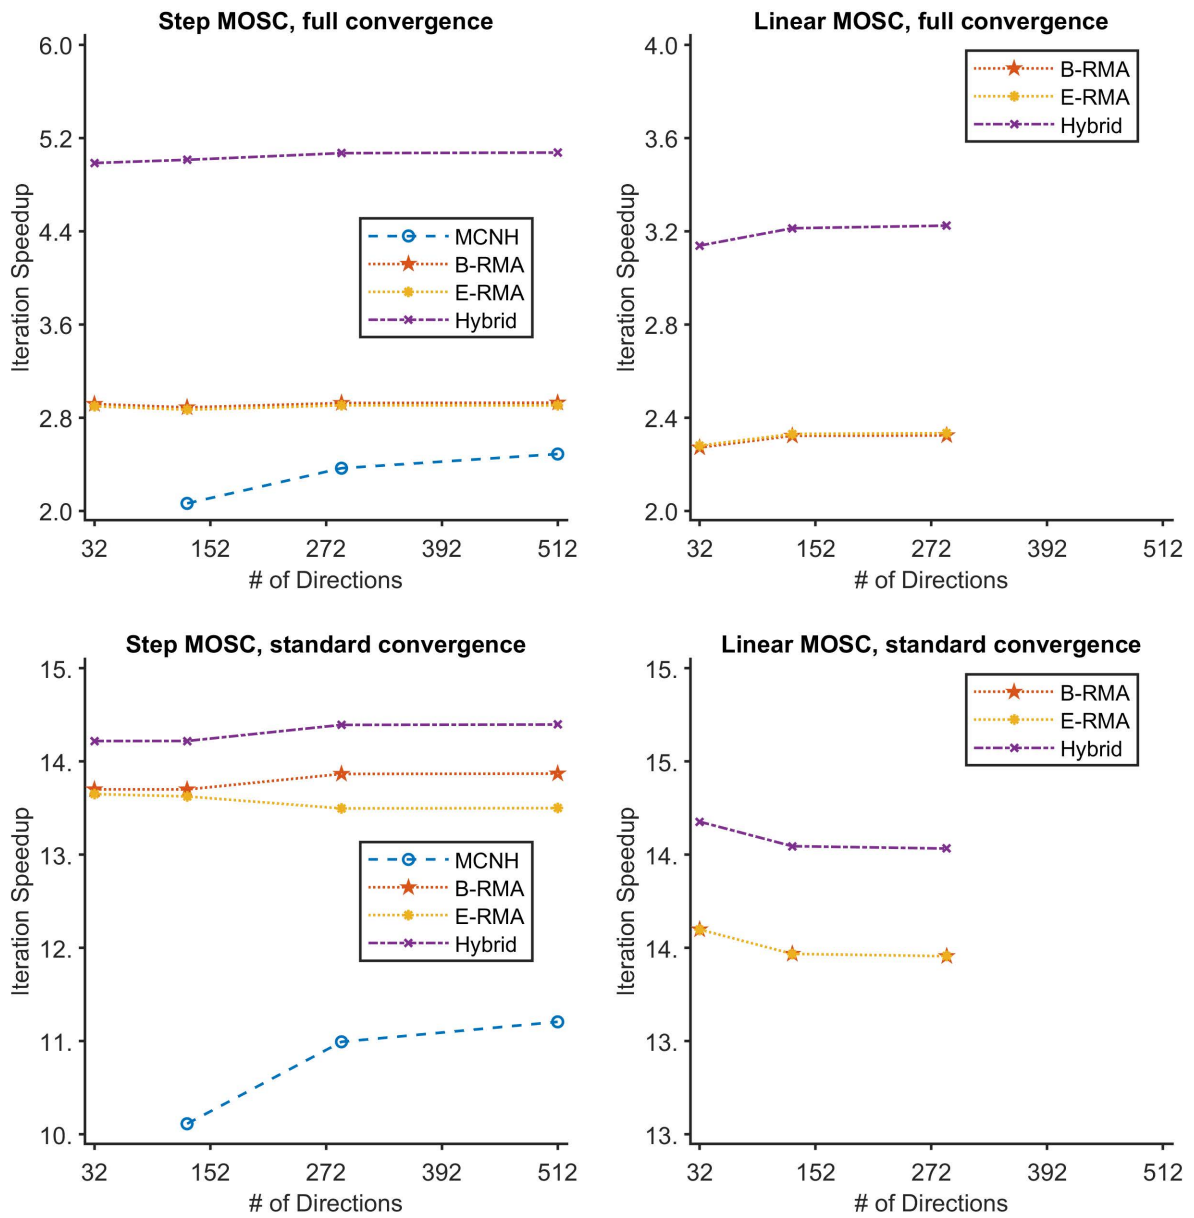 Step MOSC, full convergence
6.0
5.2
4.4
3.6
2.8
2.0
Iteration Speedup
MCNH
B-RMA
E-RMA
Hybrid
32 152 272 392 512
# of Directions
Linear MOSC, full convergence
4.0
3.6
3.2
2.8
2.4
2.0
Iteration Speedup
B-RMA
E-RMA
Hybrid
32 152 272 392 512
# of Directions
Step MOSC, standard convergence
15.
14.
13.
12.
11.
10.
Iteration Speedup
MCNH
B-RMA
E-RMA
Hybrid
32 152 272 392 512
# of Directions
Linear MOSC, standard convergence
15.
15.
14.
14.
13.
13.
Iteration Speedup
B-RMA
E-RMA
Hybrid
32 152 272 392 512
# of Directions